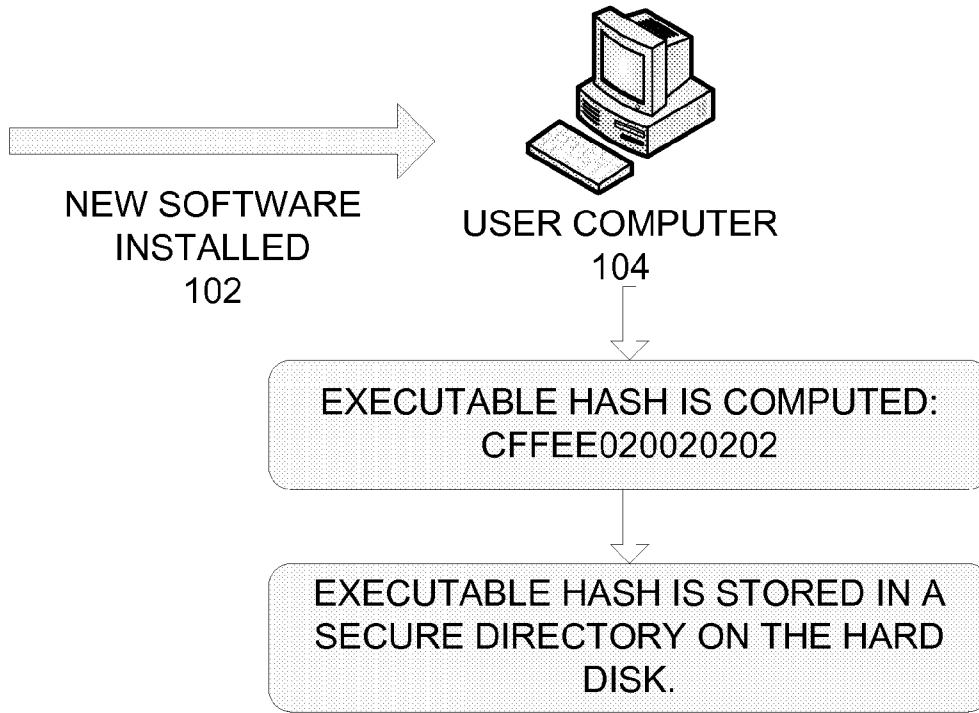 NEW SOFTWARE
INSTALLED
102
USER COMPUTER
104
EXECUTABLE HASH IS COMPUTED:
CFFEE020020202
EXECUTABLE HASH IS STORED IN A
SECURE DIRECTORY ON THE HARD
DISK.